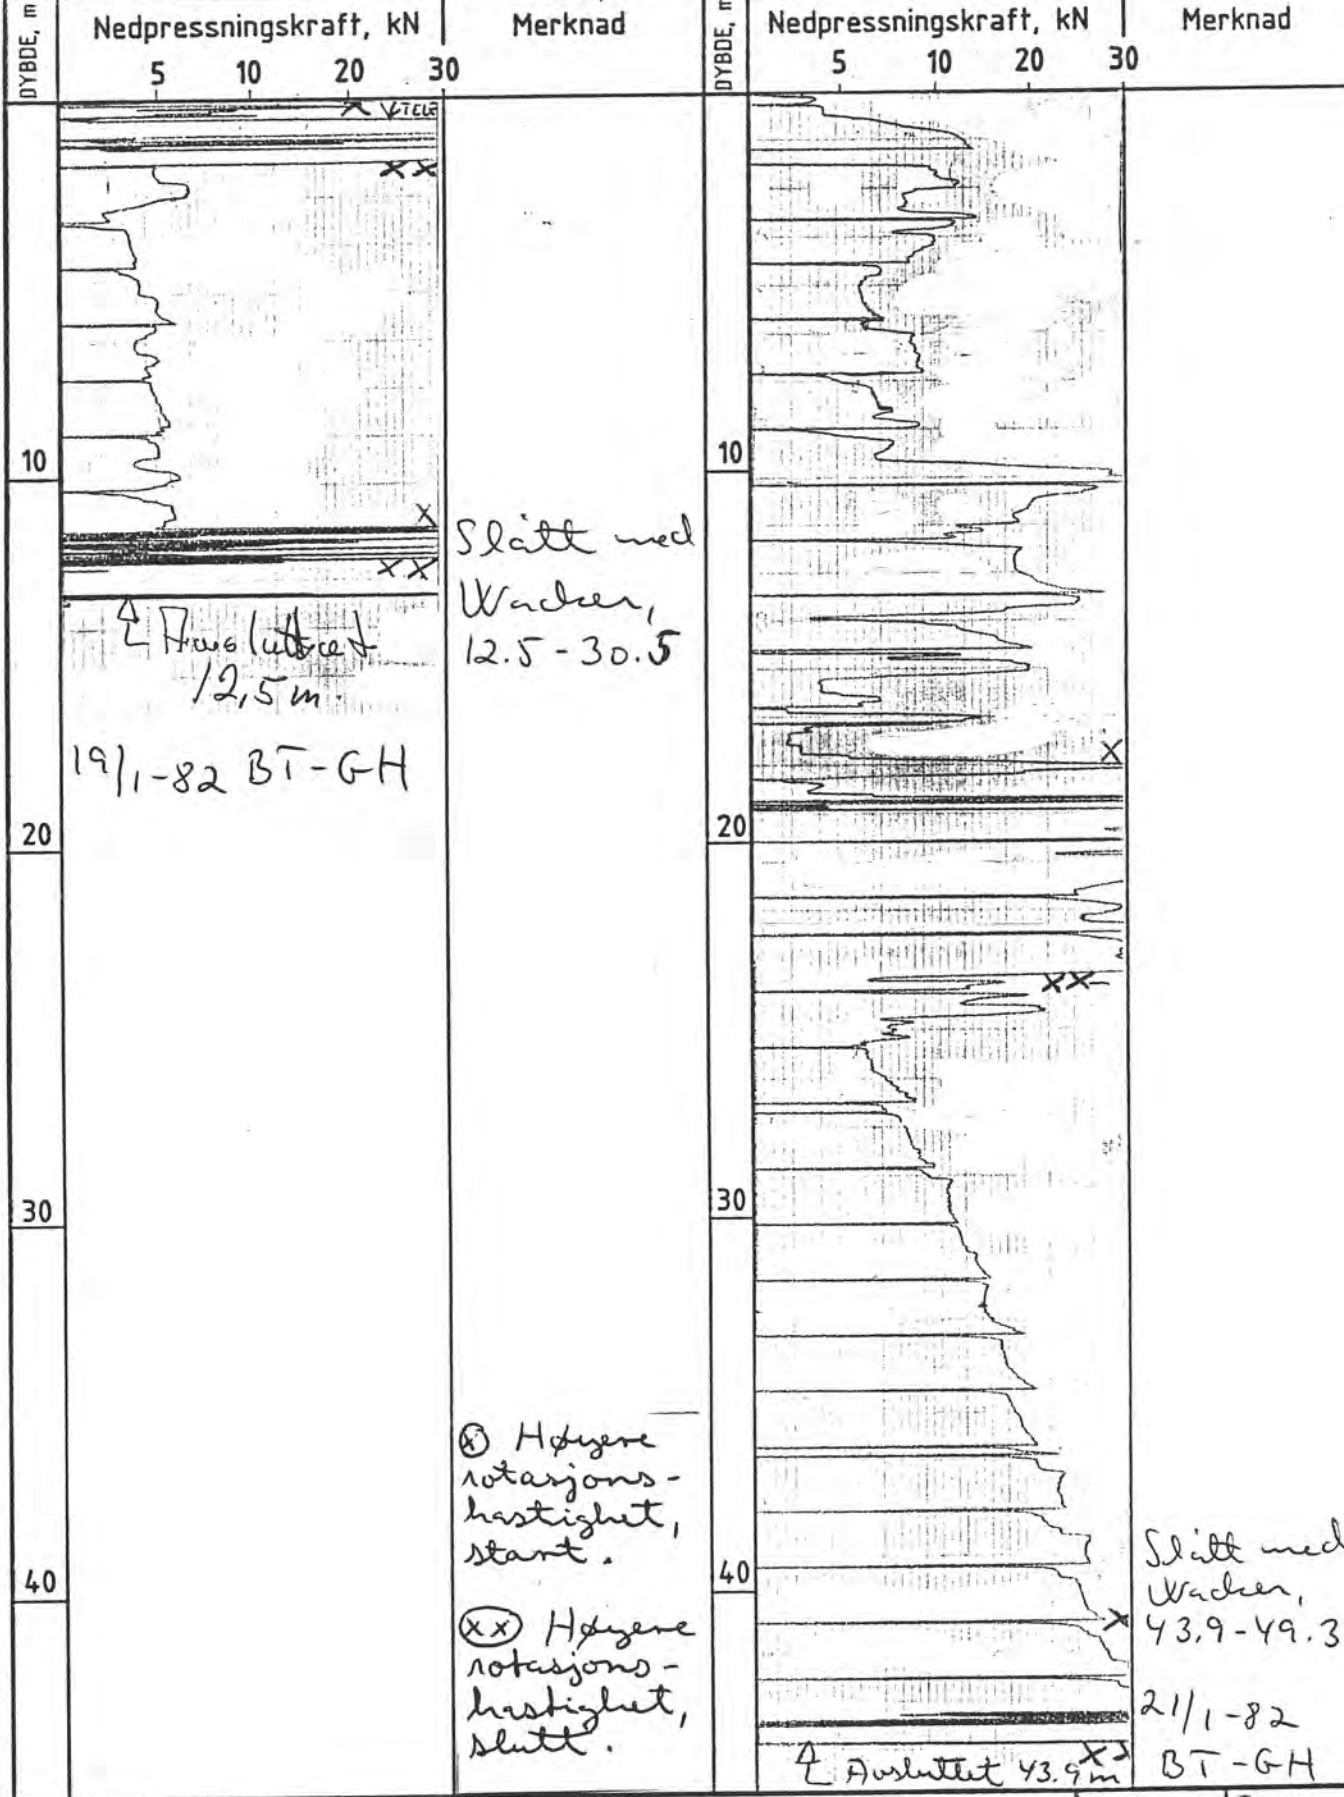 DYBDE, m
Nedpressningskraft, kN
Merknad
5 10 20 30
TELE
X X
10
X
X X
Slått med
Wacker,
12.5-30.5
Avsluttet
12,5 m.
19/1-82 BT-GH
20
30
ⓧ Høyere
rotasjons-
hastighet,
start.
40
(xx) Høyere
rotasjons-
hastighet,
slutt.
DYBDE, m
Nedpressningskraft, kN
Merknad
5 10 20 30
10
X
20
XX
30
40
X
Slått med
Wacker,
43.9-49.3
21/1-82
BT-GH
Avsluttet 43.9 m